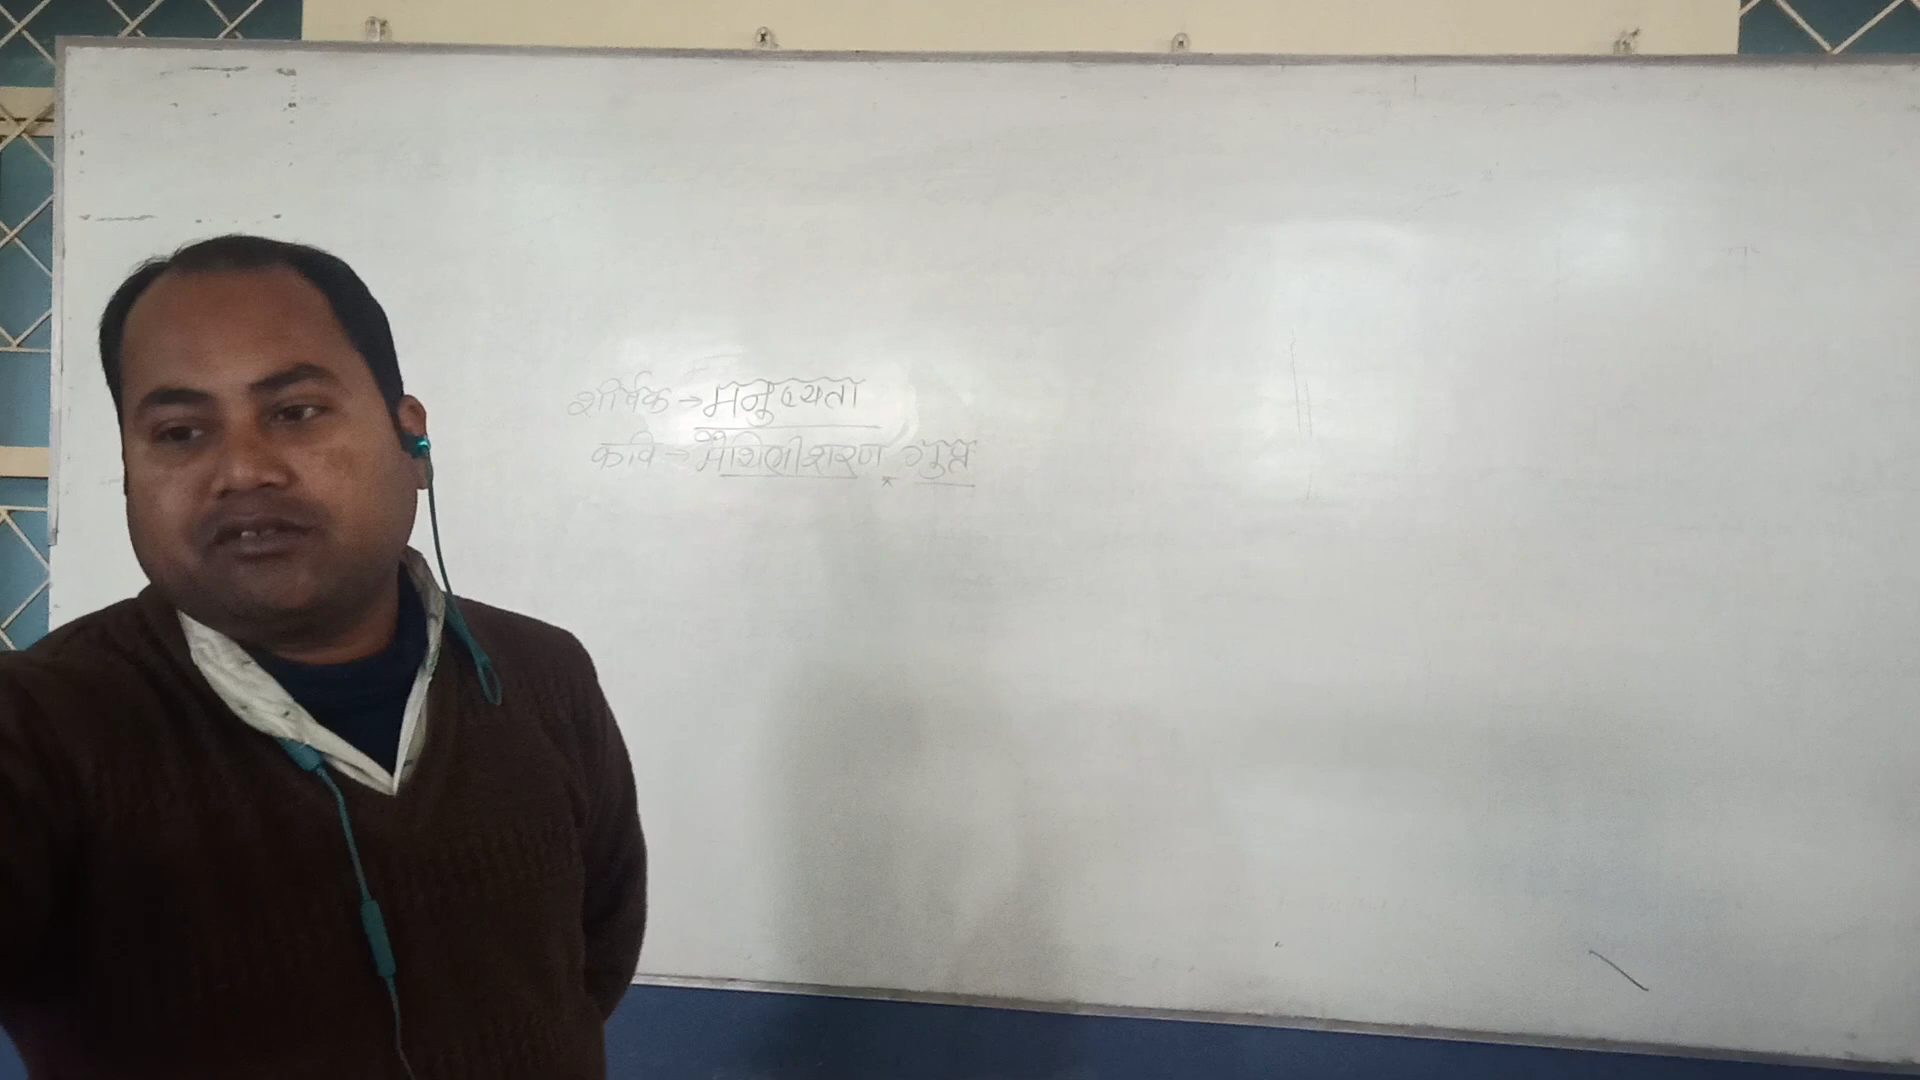 शीर्षक → मनुष्यता
कवि → मैथिलीशरण गुप्त